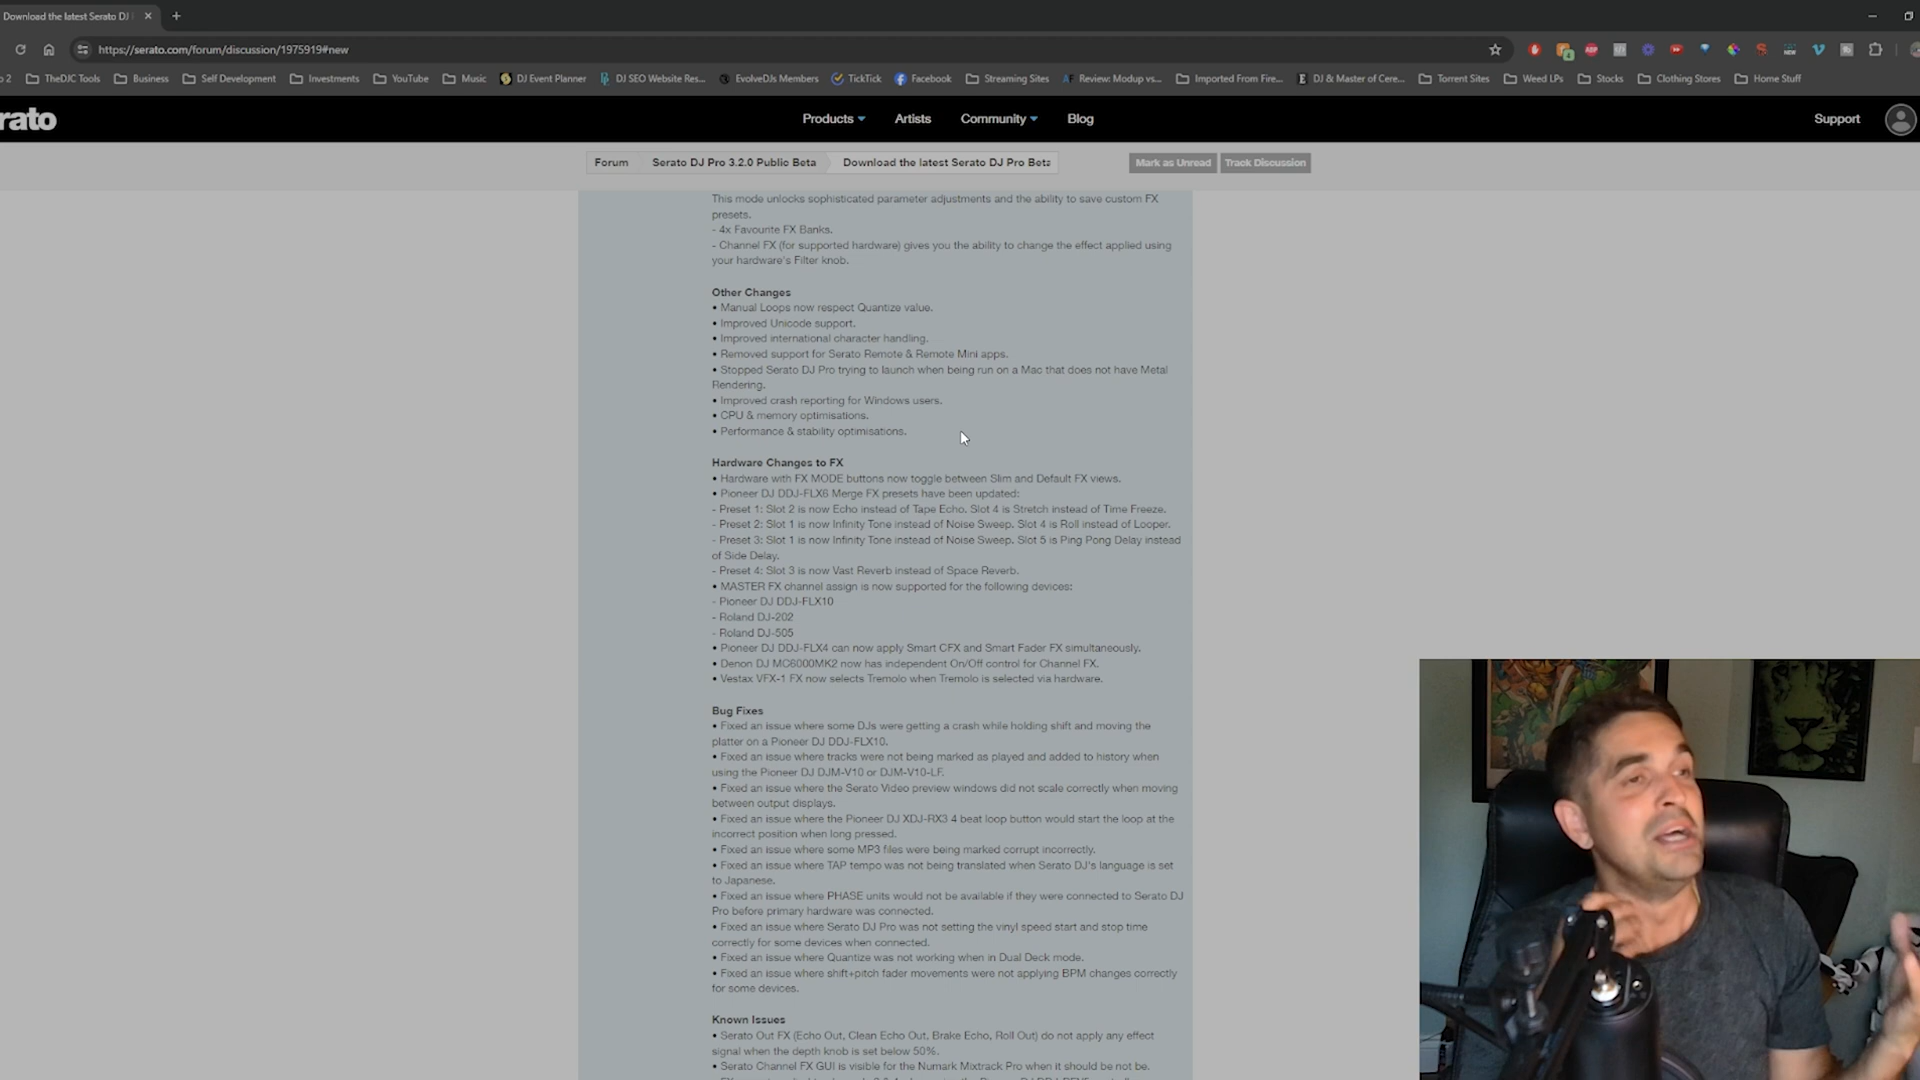 Download the latest Serato DJ
https://serato.com/forum/discussion/1975919#new
TheDJC Tools
Business
Self Development
Investments
YouTube
Music
DJ Event Planner
DJ SEO Website Res...
EvolveDJs Members
TickTick
Facebook
Streaming Sites
Review: Modup vs...
Imported From Fire...
DJ & Master of Cere...
Torrent Sites
Weed LPs
Stocks
Clothing Stores
Home Stuff
rato
Products
Artists
Community
Blog
Support
Forum
Serato DJ Pro 3.2.0 Public Beta
Download the latest Serato DJ Pro Beta
Mark as Unread
Track Discussion
This mode unlocks sophisticated parameter adjustments and the ability to save custom FX
presets.
- 4x Favourite FX Banks.
- Channel FX (for supported hardware) gives you the ability to change the effect applied using
your hardware's Filter knob.
Other Changes
• Manual Loops now respect Quantize value.
• Improved Unicode support.
• Improved international character handling.
• Removed support for Serato Remote & Remote Mini apps.
• Stopped Serato DJ Pro trying to launch when being run on a Mac that does not have Metal
Rendering.
• Improved crash reporting for Windows users.
• CPU & memory optimisations.
• Performance & stability optimisations.
Hardware Changes to FX
• Hardware with FX MODE buttons now toggle between Slim and Default FX views.
• Pioneer DJ DDJ-FLX6 Merge FX presets have been updated:
- Preset 1: Slot 2 is now Echo instead of Tape Echo. Slot 4 is Stretch instead of Time Freeze.
- Preset 2: Slot 1 is now Infinity Tone instead of Noise Sweep. Slot 4 is Roll instead of Looper.
- Preset 3: Slot 1 is now Infinity Tone instead of Noise Sweep. Slot 5 is Ping Pong Delay instead
of Side Delay.
- Preset 4: Slot 3 is now Vast Reverb instead of Space Reverb.
• MASTER FX channel assign is now supported for the following devices:
- Pioneer DJ DDJ-FLX10
- Roland DJ-202
- Roland DJ-505
• Pioneer DJ DDJ-FLX4 can now apply Smart CFX and Smart Fader FX simultaneously.
• Denon DJ MC6000MK2 now has independent On/Off control for Channel FX.
• Vestax VFX-1 FX now selects Tremolo when Tremolo is selected via hardware.
Bug Fixes
• Fixed an issue where some DJs were getting a crash while holding shift and moving the
platter on a Pioneer DJ DDJ-FLX10.
• Fixed an issue where tracks were not being marked as played and added to history when
using the Pioneer DJ DJM-V10 or DJM-V10-LF.
• Fixed an issue where the Serato Video preview windows did not scale correctly when moving
between output displays.
• Fixed an issue where the Pioneer DJ XDJ-RX3 4 beat loop button would start the loop at the
incorrect position when long pressed.
• Fixed an issue where some MP3 files were being marked corrupt incorrectly.
• Fixed an issue where TAP tempo was not being translated when Serato DJ's language is set
to Japanese.
• Fixed an issue where PHASE units would not be available if they were connected to Serato DJ
Pro before primary hardware was connected.
• Fixed an issue where Serato DJ Pro was not setting the vinyl speed start and stop time
correctly for some devices when connected.
• Fixed an issue where Quantize was not working when in Dual Deck mode.
• Fixed an issue where shift+pitch fader movements were not applying BPM changes correctly
for some devices.
Known Issues
• Serato Out FX (Echo Out, Clean Echo Out, Brake Echo, Roll Out) do not apply any effect
signal when the depth knob is set below 50%.
• Serato Channel FX GUI is visible for the Numark Mixtrack Pro when it should be not be.